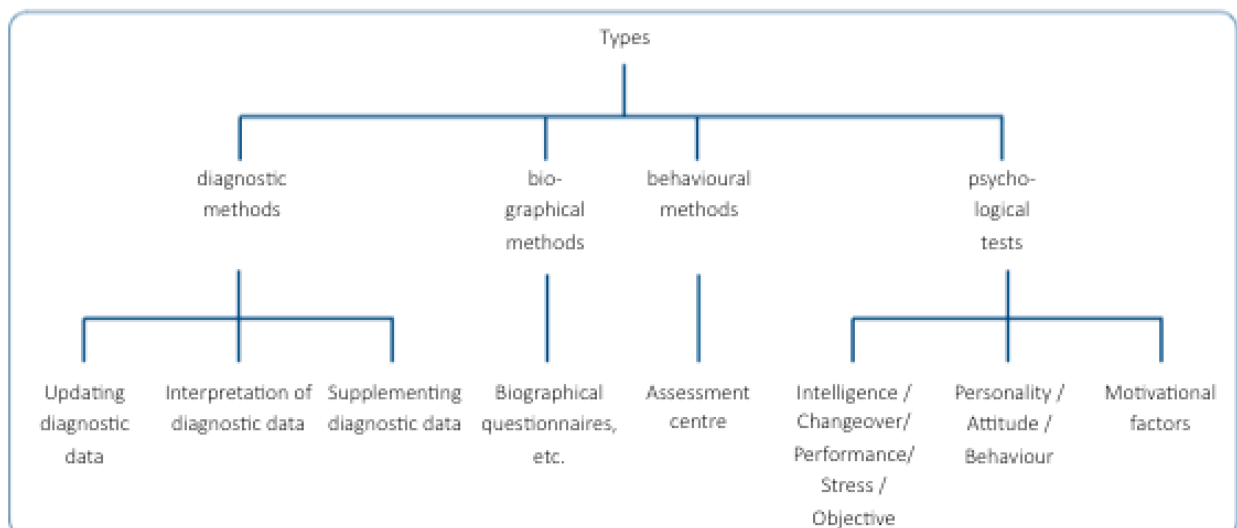 Types
diagnostic
methods
bio-
graphical
methods
behavioural
methods
psycho-
logical
tests
Updating
diagnostic
data
Interpretation of
diagnostic data
Supplementing
diagnostic data
Biographical
questionnaires,
etc.
Assessment
centre
Intelligence /
Changeover/
Performance/
Stress /
Objective
Personality /
Attitude /
Behaviour
Motivational
factors